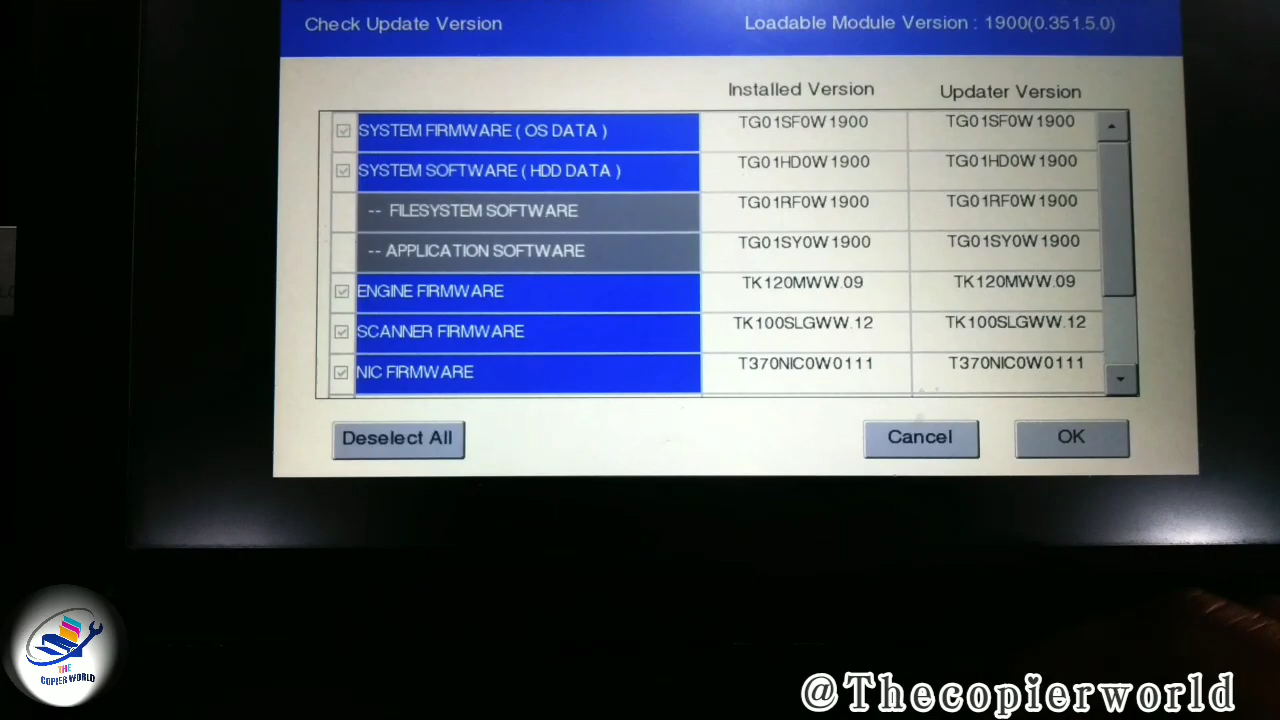 Check Update Version
Loadable Module Version : 1900(0.351.5.0)
Installed Version
Updater Version
SYSTEM FIRMWARE ( OS DATA ) TG01SF0W1900 TG01SF0W1900
SYSTEM SOFTWARE ( HDD DATA ) TG01HD0W1900 TG01HD0W1900
-- FILESYSTEM SOFTWARE TG01RF0W1900 TG01RF0W1900
-- APPLICATION SOFTWARE TG01SY0W1900 TG01SY0W1900
ENGINE FIRMWARE TK120MWW.09 TK120MWW.09
SCANNER FIRMWARE TK100SLGWW.12 TK100SLGWW.12
NIC FIRMWARE T370NIC0W0111 T370NIC0W0111
Deselect All
Cancel
OK
THE
COPIER WORLD
@Thecopierworld